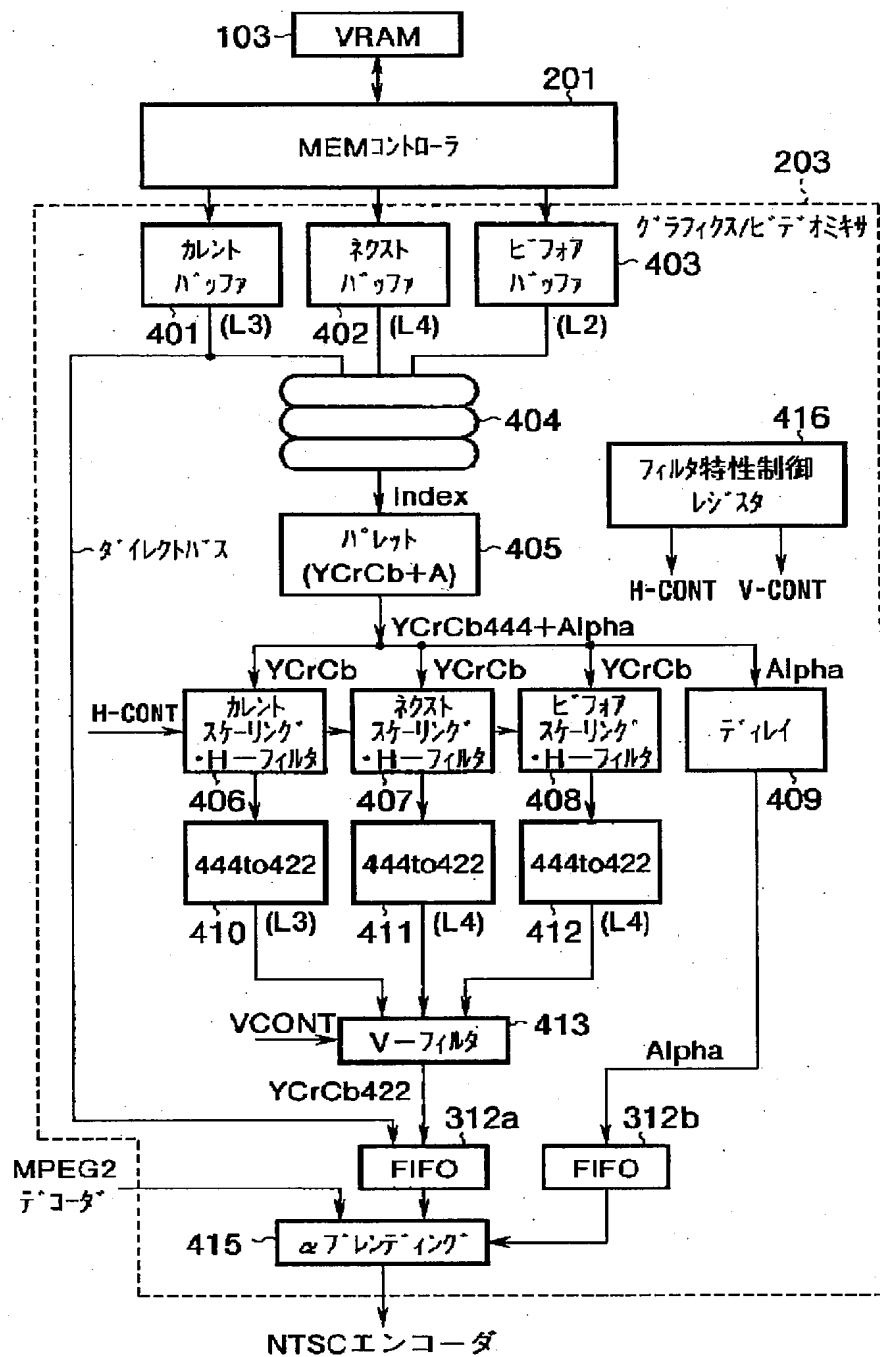 103
VRAM
201
MEMコントローラ
203
グラフィクス/ビデオミキサ
カレント
バッファ
401
(L3)
ネクスト
バッファ
402
(L4)
ビフォア
バッファ
403
(L2)
404
Index
416
フィルタ特性制御
レジスタ
H-CONT
V-CONT
ダイレクトパス
パレット
(YCrCb+A)
405
YCrCb444+Alpha
YCrCb
YCrCb
YCrCb
Alpha
H-CONT
カレント
スケーリング
・H－フィルタ
406
ネクスト
スケーリング
・H－フィルタ
407
ビフォア
スケーリング
・H－フィルタ
408
ディレイ
409
444to422
410
(L3)
444to422
411
(L4)
444to422
412
(L4)
VCONT
V－フィルタ
413
YCrCb422
Alpha
312a
FIFO
312b
FIFO
MPEG2
デコーダ
415
αブレンディング
NTSCエンコーダ